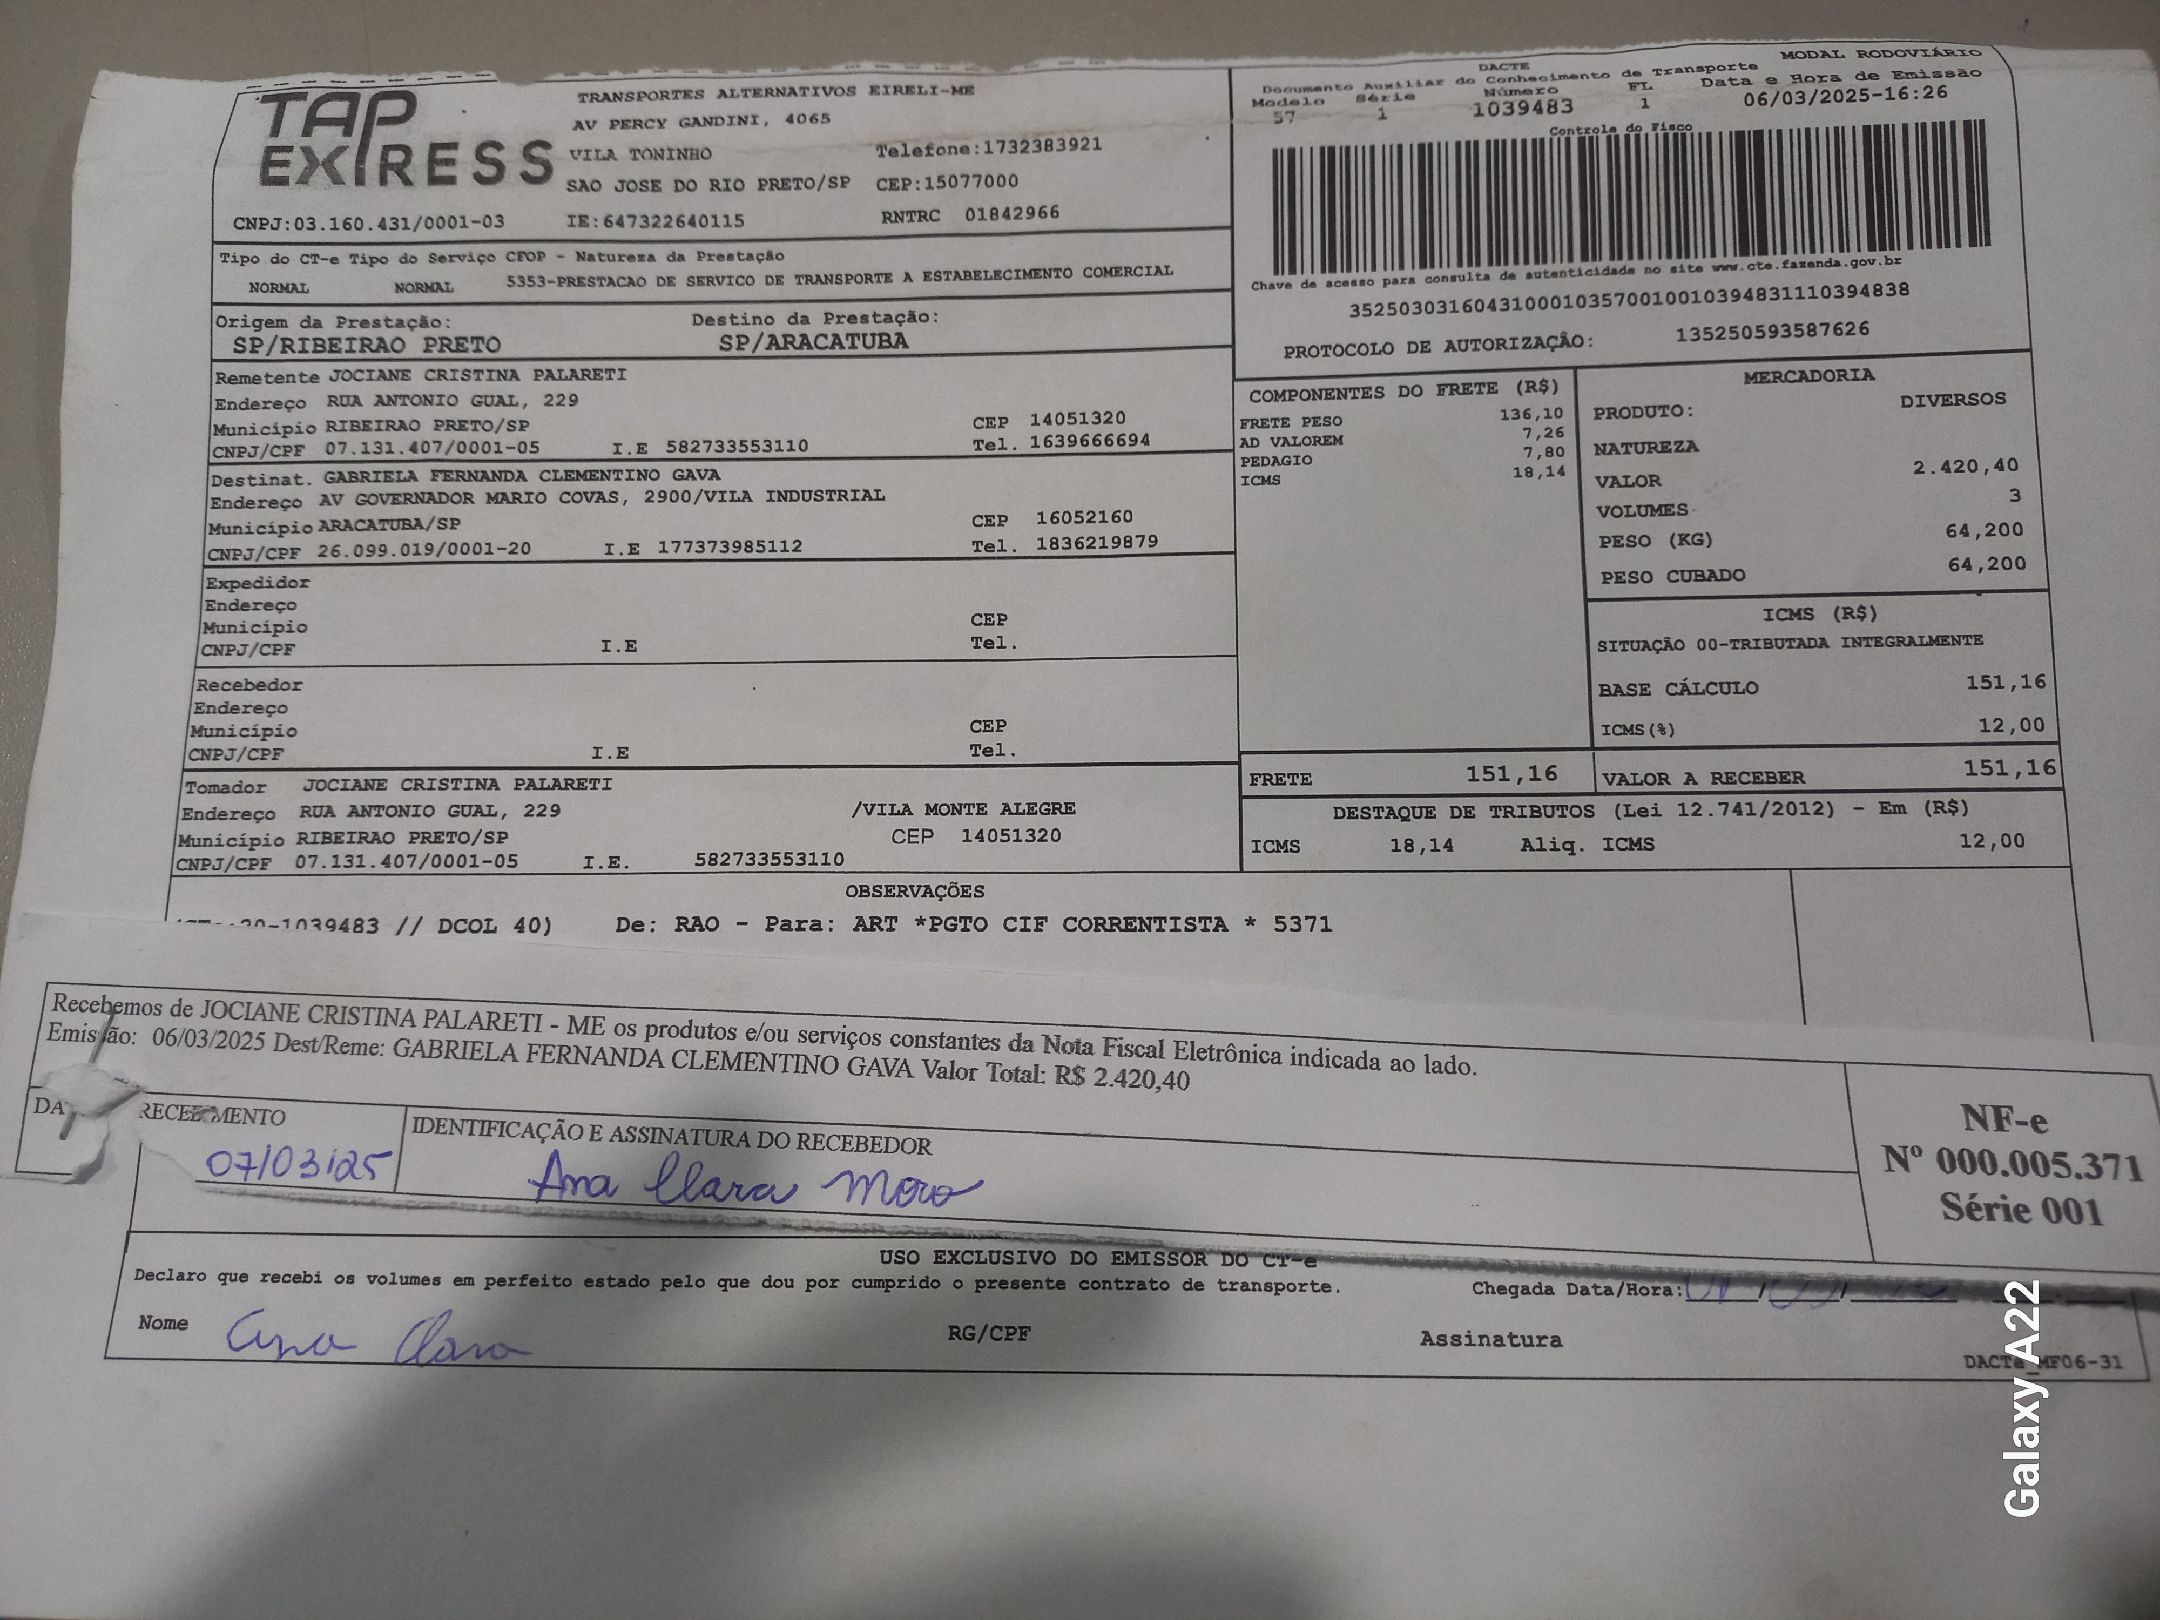 TAP EXPRESS
TRANSPORTES ALTERNATIVOS EIRELI-ME
AV PERCY GANDINI, 4065
VILA TONINHO Telefone:1732383921
SAO JOSE DO RIO PRETO/SP CEP:15077000
CNPJ:03.160.431/0001-03 IE:647322640115 RNTRC 01842966
DACTE MODAL RODOVIÁRIO
Documento Auxiliar do Conhecimento de Transporte
Modelo Série Número FL Data e Hora de Emissão
57 1 1039483 1 06/03/2025-16:26
Controle do Fisco
Chave de acesso para consulta de autenticidade no site www.cte.fazenda.gov.br
35250303160431000103570010010394831110394838
PROTOCOLO DE AUTORIZAÇÃO: 135250593587626
Tipo do CT-e Tipo do Serviço CFOP - Natureza da Prestação
NORMAL NORMAL 5353-PRESTACAO DE SERVICO DE TRANSPORTE A ESTABELECIMENTO COMERCIAL
Origem da Prestação: Destino da Prestação:
SP/RIBEIRAO PRETO SP/ARACATUBA
Remetente JOCIANE CRISTINA PALARETI
Endereço RUA ANTONIO GUAL, 229
Município RIBEIRAO PRETO/SP CEP 14051320
CNPJ/CPF 07.131.407/0001-05 I.E 582733553110 Tel. 1639666694
Destinat. GABRIELA FERNANDA CLEMENTINO GAVA
Endereço AV GOVERNADOR MARIO COVAS, 2900/VILA INDUSTRIAL
Município ARACATUBA/SP CEP 16052160
CNPJ/CPF 26.099.019/0001-20 I.E 177373985112 Tel. 1836219879
Expedidor
Endereço
Município CEP
CNPJ/CPF I.E Tel.
Recebedor
Endereço
Município CEP
CNPJ/CPF I.E Tel.
Tomador JOCIANE CRISTINA PALARETI
Endereço RUA ANTONIO GUAL, 229 /VILA MONTE ALEGRE
Município RIBEIRAO PRETO/SP CEP 14051320
CNPJ/CPF 07.131.407/0001-05 I.E. 582733553110
COMPONENTES DO FRETE (R$)
FRETE PESO 136,10
AD VALOREM 7,26
PEDAGIO 7,80
ICMS 18,14
MERCADORIA
PRODUTO: DIVERSOS
NATUREZA
VALOR 2.420,40
VOLUMES 3
PESO (KG) 64,200
PESO CUBADO 64,200
ICMS (R$)
SITUAÇÃO 00-TRIBUTADA INTEGRALMENTE
BASE CÁLCULO 151,16
ICMS(%) 12,00
FRETE 151,16 VALOR A RECEBER 151,16
DESTAQUE DE TRIBUTOS (Lei 12.741/2012) - Em (R$)
ICMS 18,14 Aliq. ICMS 12,00
OBSERVAÇÕES
1039483 // DCOL 40) De: RAO - Para: ART *PGTO CIF CORRENTISTA * 5371
Recebemos de JOCIANE CRISTINA PALARETI - ME os produtos e/ou serviços constantes da Nota Fiscal Eletrônica indicada ao lado.
Emissão: 06/03/2025 Dest/Reme: GABRIELA FERNANDA CLEMENTINO GAVA Valor Total: R$ 2.420,40
RECEBIMENTO IDENTIFICAÇÃO E ASSINATURA DO RECEBEDOR
07/03/25 Ana Clara Moro
NF-e
Nº 000.005.371
Série 001
USO EXCLUSIVO DO EMISSOR DO CT-e
Declaro que recebi os volumes em perfeito estado pelo que dou por cumprido o presente contrato de transporte. Chegada Data/Hora:
Nome Ana Clara RG/CPF Assinatura
DACTe_MF06-31
Galaxy A22